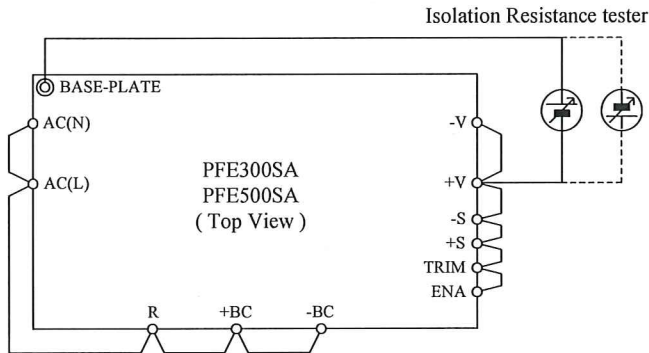 Isolation Resistance tester
BASE-PLATE
AC(N)
-V
PFE300SA
AC(L)
+V
PFE500SA
( Top View )
-S
+S
TRIM
ENA
R
+BC
-BC